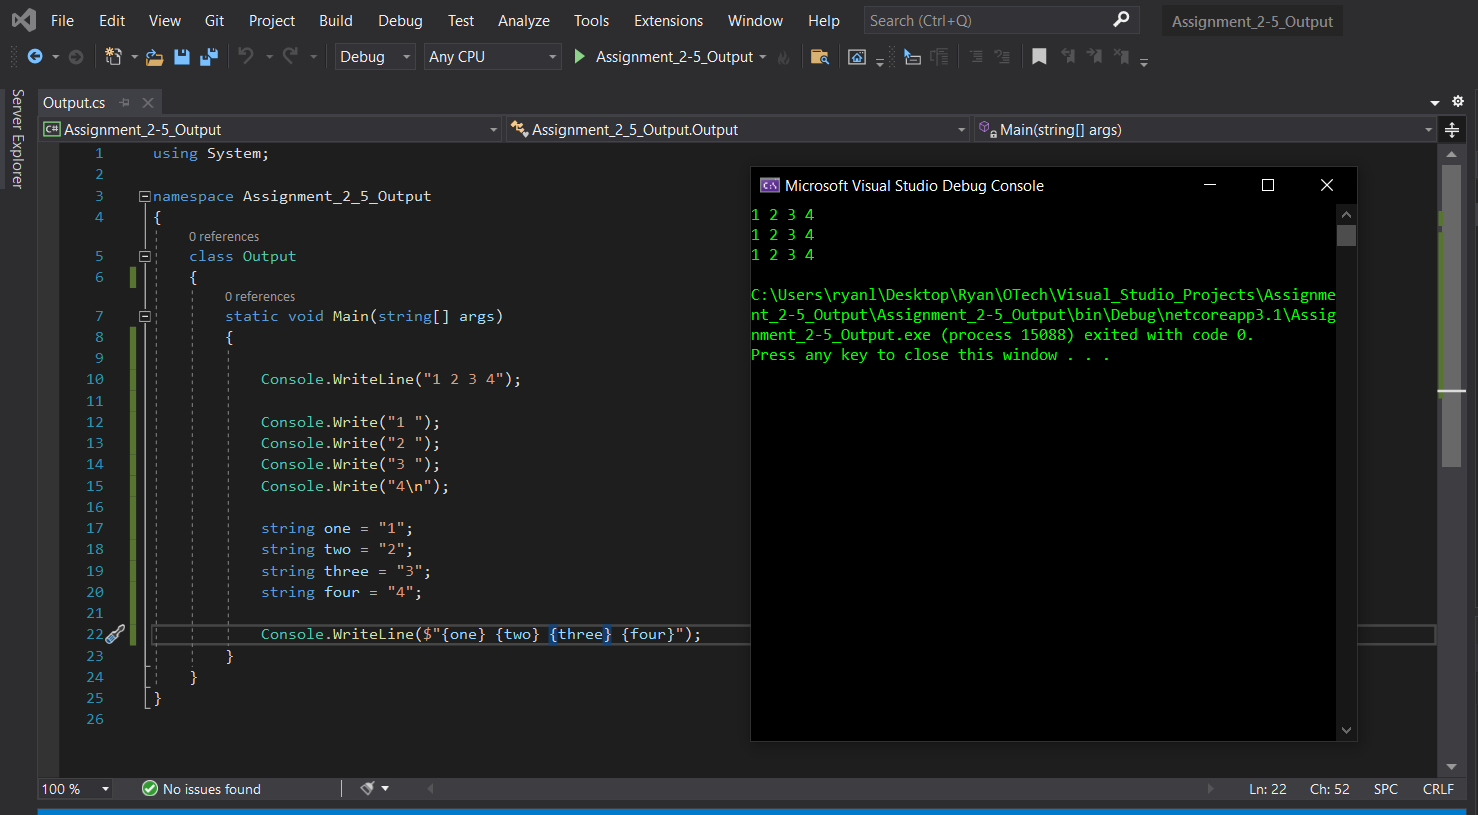 File Edit View Git Project Build Debug Test Analyze Tools Extensions Window Help Search (Ctrl+Q) Assignment_2-5_Output
Debug Any CPU Assignment_2-5_Output
Server Explorer
Output.cs
C# Assignment_2-5_Output Assignment_2_5_Output.Output Main(string[] args)
1 using System;
2
3 namespace Assignment_2_5_Output
4 {
0 references
5 class Output
6 {
0 references
7 static void Main(string[] args)
8 {
9
10 Console.WriteLine("1 2 3 4");
11
12 Console.Write("1 ");
13 Console.Write("2 ");
14 Console.Write("3 ");
15 Console.Write("4\n");
16
17 string one = "1";
18 string two = "2";
19 string three = "3";
20 string four = "4";
21
22 Console.WriteLine($"{one} {two} {three} {four}");
23 }
24 }
25 }
26
C:\ Microsoft Visual Studio Debug Console
1 2 3 4
1 2 3 4
1 2 3 4
C:\Users\ryanl\Desktop\Ryan\OTech\Visual_Studio_Projects\Assignme
nt_2-5_Output\Assignment_2-5_Output\bin\Debug\netcoreapp3.1\Assig
nment_2-5_Output.exe (process 15088) exited with code 0.
Press any key to close this window . . .
100 % No issues found Ln: 22 Ch: 52 SPC CRLF